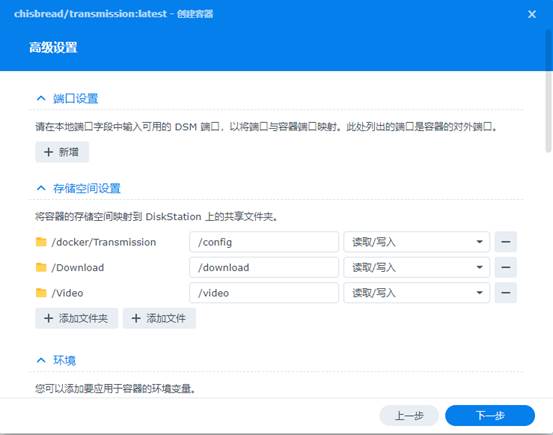 chisbread/transmission:latest - 创建容器
高级设置
端口设置
请在本地端口字段中输入可用的 DSM 端口，以将端口与容器端口映射。此处列出的端口是容器的对外端口。
新增
存储空间设置
将容器的存储空间映射到 DiskStation 上的共享文件夹。
/docker/Transmission /config 读取/写入
/Download /download 读取/写入
/Video /video 读取/写入
添加文件夹 添加文件
环境
您可以添加要应用于容器的环境变量。
上一步 下一步